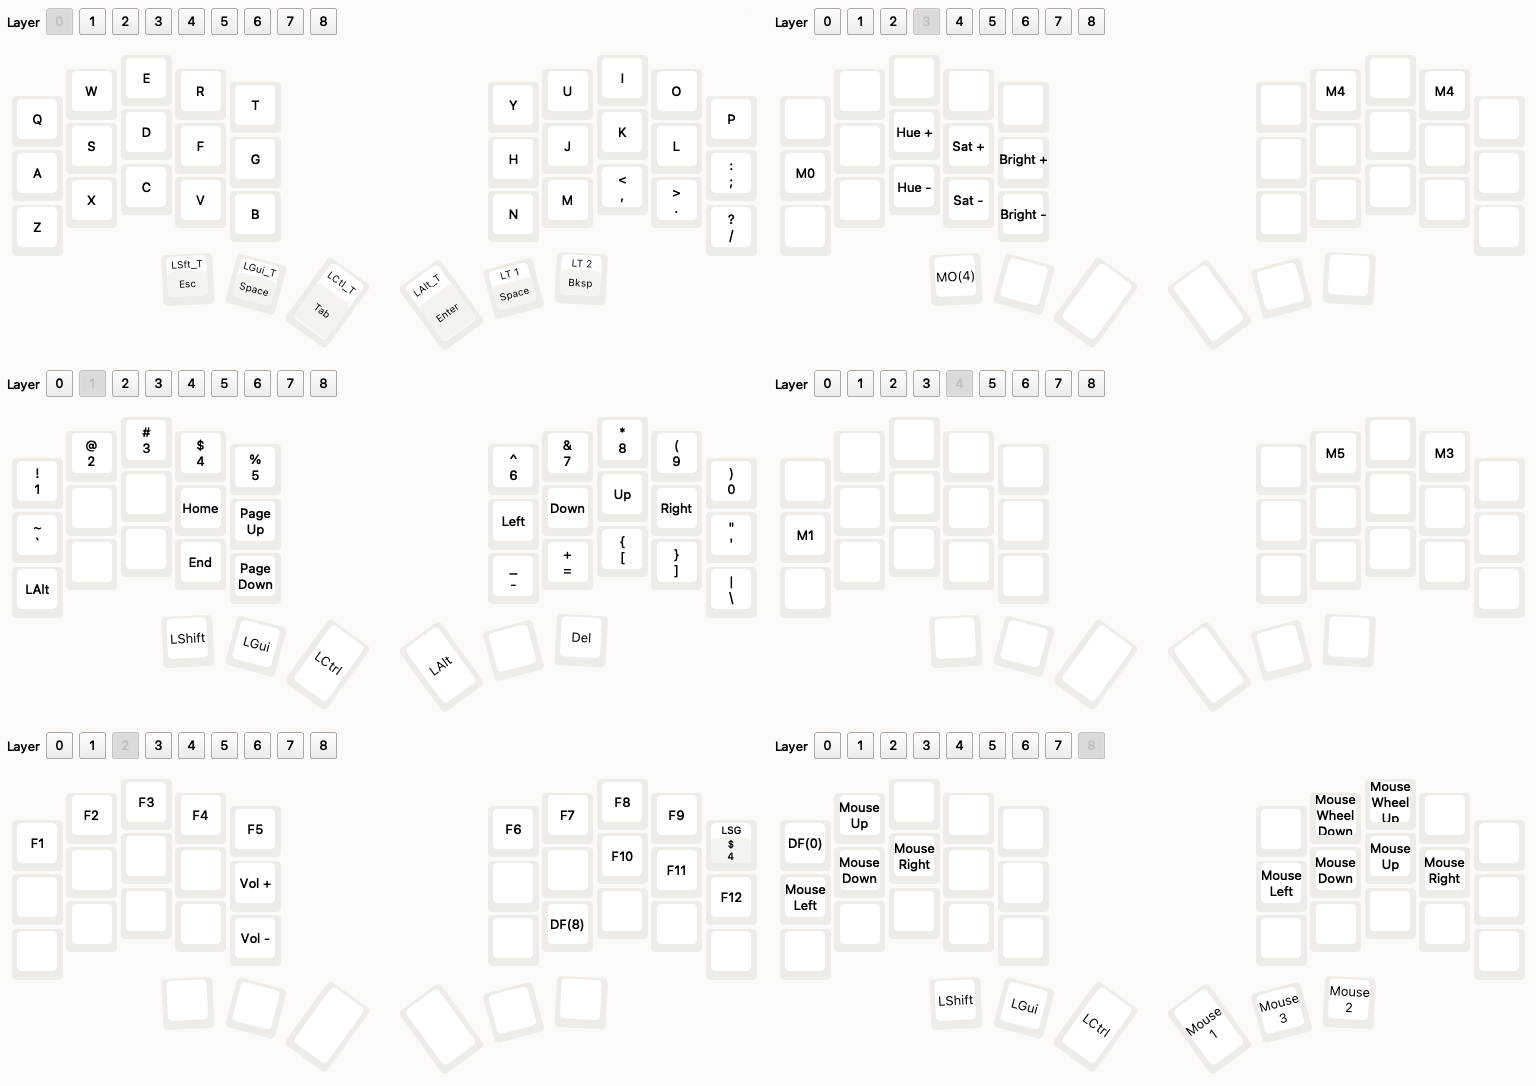 Layer 0 1 2 3 4 5 6 7 8
Q W E R T Y U I O P
A S D F G H J K L : ;
Z X C V B N M < , > . ? /
LSft_T Esc LGui_T Space LCtl_T Tab LAlt_T Enter LT 1 Space LT 2 Bksp
Layer 0 1 2 3 4 5 6 7 8
M4 M4
M0 Hue + Sat + Bright +
Hue - Sat - Bright -
MO(4)
Layer 0 1 2 3 4 5 6 7 8
! 1 @ 2 # 3 $ 4 % 5 ^ 6 & 7 * 8 ( 9 ) 0
~ ` Home Page Up Left Down Up Right " '
LAlt End Page Down _ - + = { [ } ] | \
LShift LGui LCtrl LAlt Del
Layer 0 1 2 3 4 5 6 7 8
M5 M3
M1
Layer 0 1 2 3 4 5 6 7 8
F1 F2 F3 F4 F5 F6 F7 F8 F9 LSG $ 4
Vol + F10 F11 F12
Vol - DF(8)
Layer 0 1 2 3 4 5 6 7 8
DF(0) Mouse Up Mouse Wheel Down Mouse Wheel Up
Mouse Left Mouse Down Mouse Right Mouse Left Mouse Down Mouse Up Mouse Right
LShift LGui LCtrl Mouse 1 Mouse 3 Mouse 2